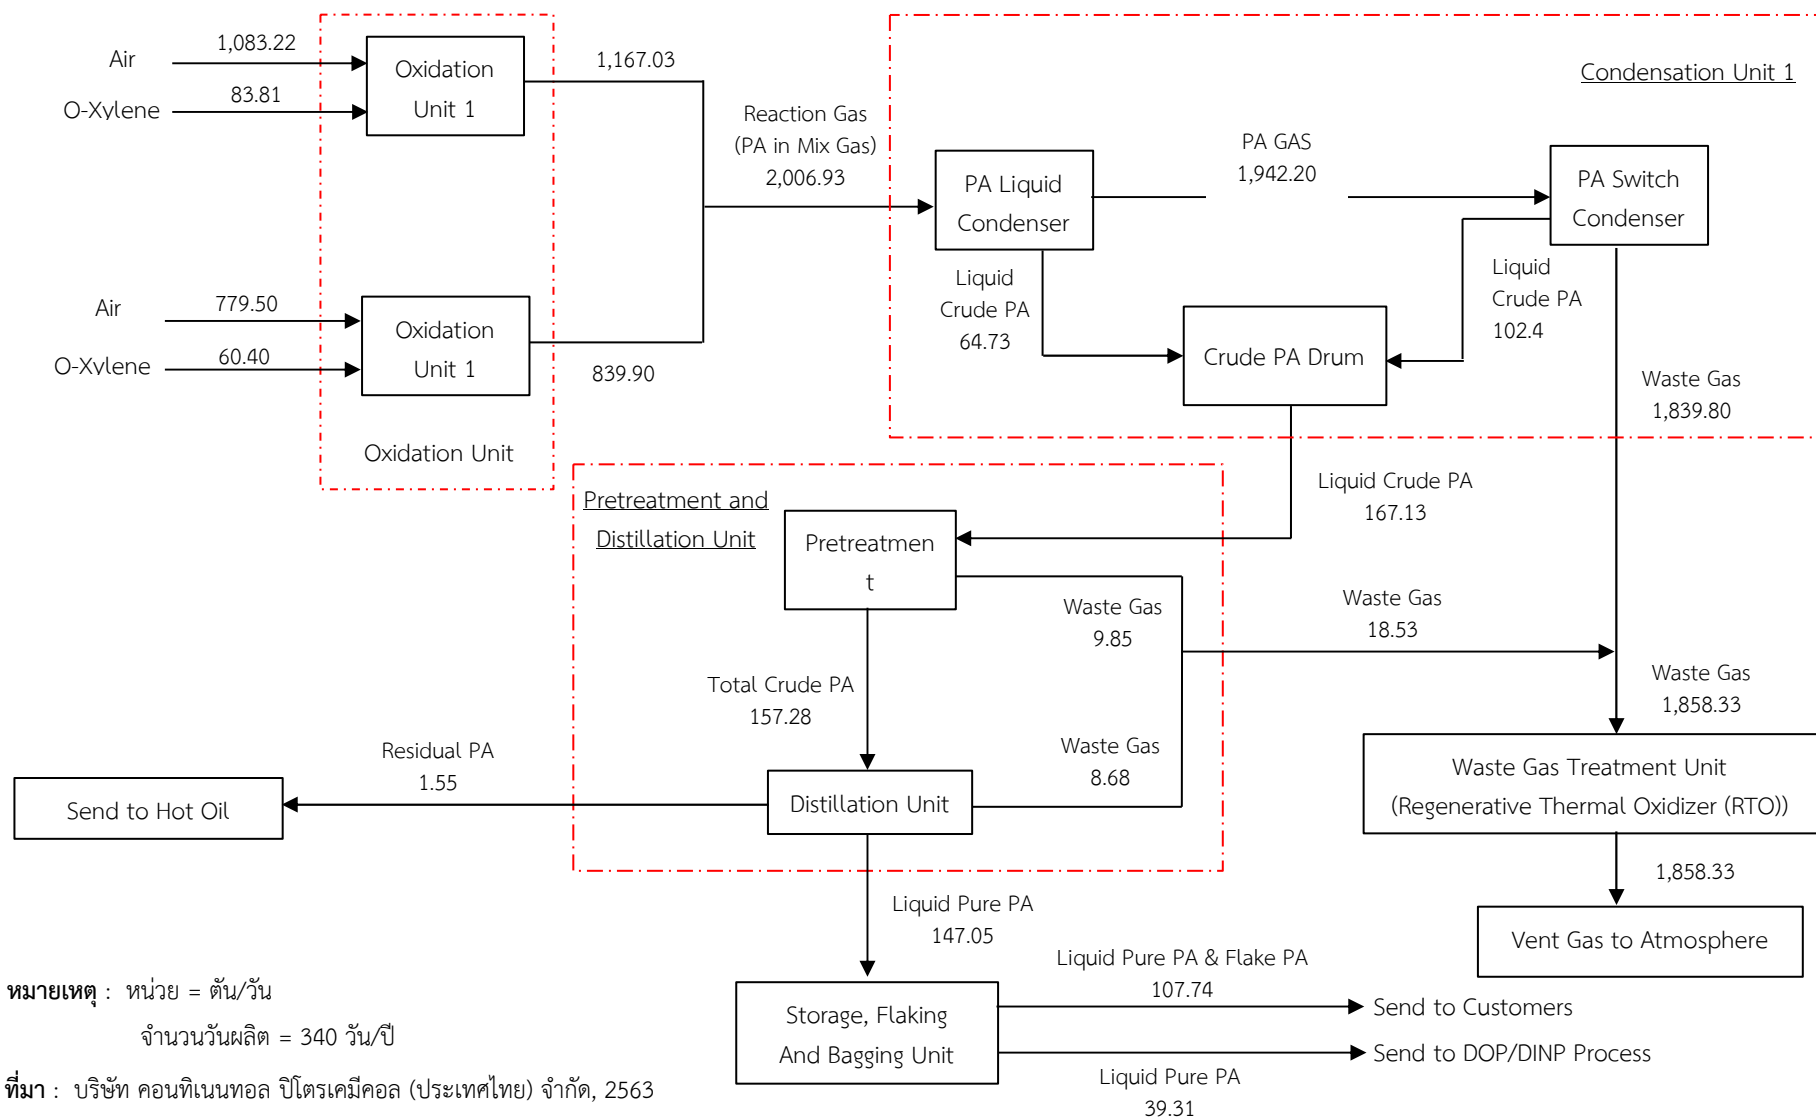 Air
1,083.22
O-Xylene
83.81
Oxidation
Unit 1
1,167.03
Air
779.50
O-Xylene
60.40
Oxidation
Unit 1
839.90
Oxidation Unit
Reaction Gas
(PA in Mix Gas)
2,006.93
Condensation Unit 1
PA Liquid
Condenser
PA GAS
1,942.20
PA Switch
Condenser
Liquid
Crude PA
64.73
Crude PA Drum
Liquid
Crude PA
102.4
Waste Gas
1,839.80
Liquid Crude PA
167.13
Pretreatment and
Distillation Unit
Pretreatmen
t
Waste Gas
9.85
Waste Gas
18.53
Total Crude PA
157.28
Waste Gas
8.68
Waste Gas
1,858.33
Residual PA
1.55
Send to Hot Oil
Distillation Unit
Waste Gas Treatment Unit
(Regenerative Thermal Oxidizer (RTO))
1,858.33
Vent Gas to Atmosphere
Liquid Pure PA
147.05
Storage, Flaking
And Bagging Unit
Liquid Pure PA & Flake PA
107.74
Send to Customers
Send to DOP/DINP Process
Liquid Pure PA
39.31
หมายเหตุ : หน่วย = ตัน/วัน
จำนวนวันผลิต = 340 วัน/ปี
ที่มา : บริษัท คอนทิเนนทอล ปิโตรเคมีคอล (ประเทศไทย) จำกัด, 2563